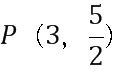 P (3, 5/2)